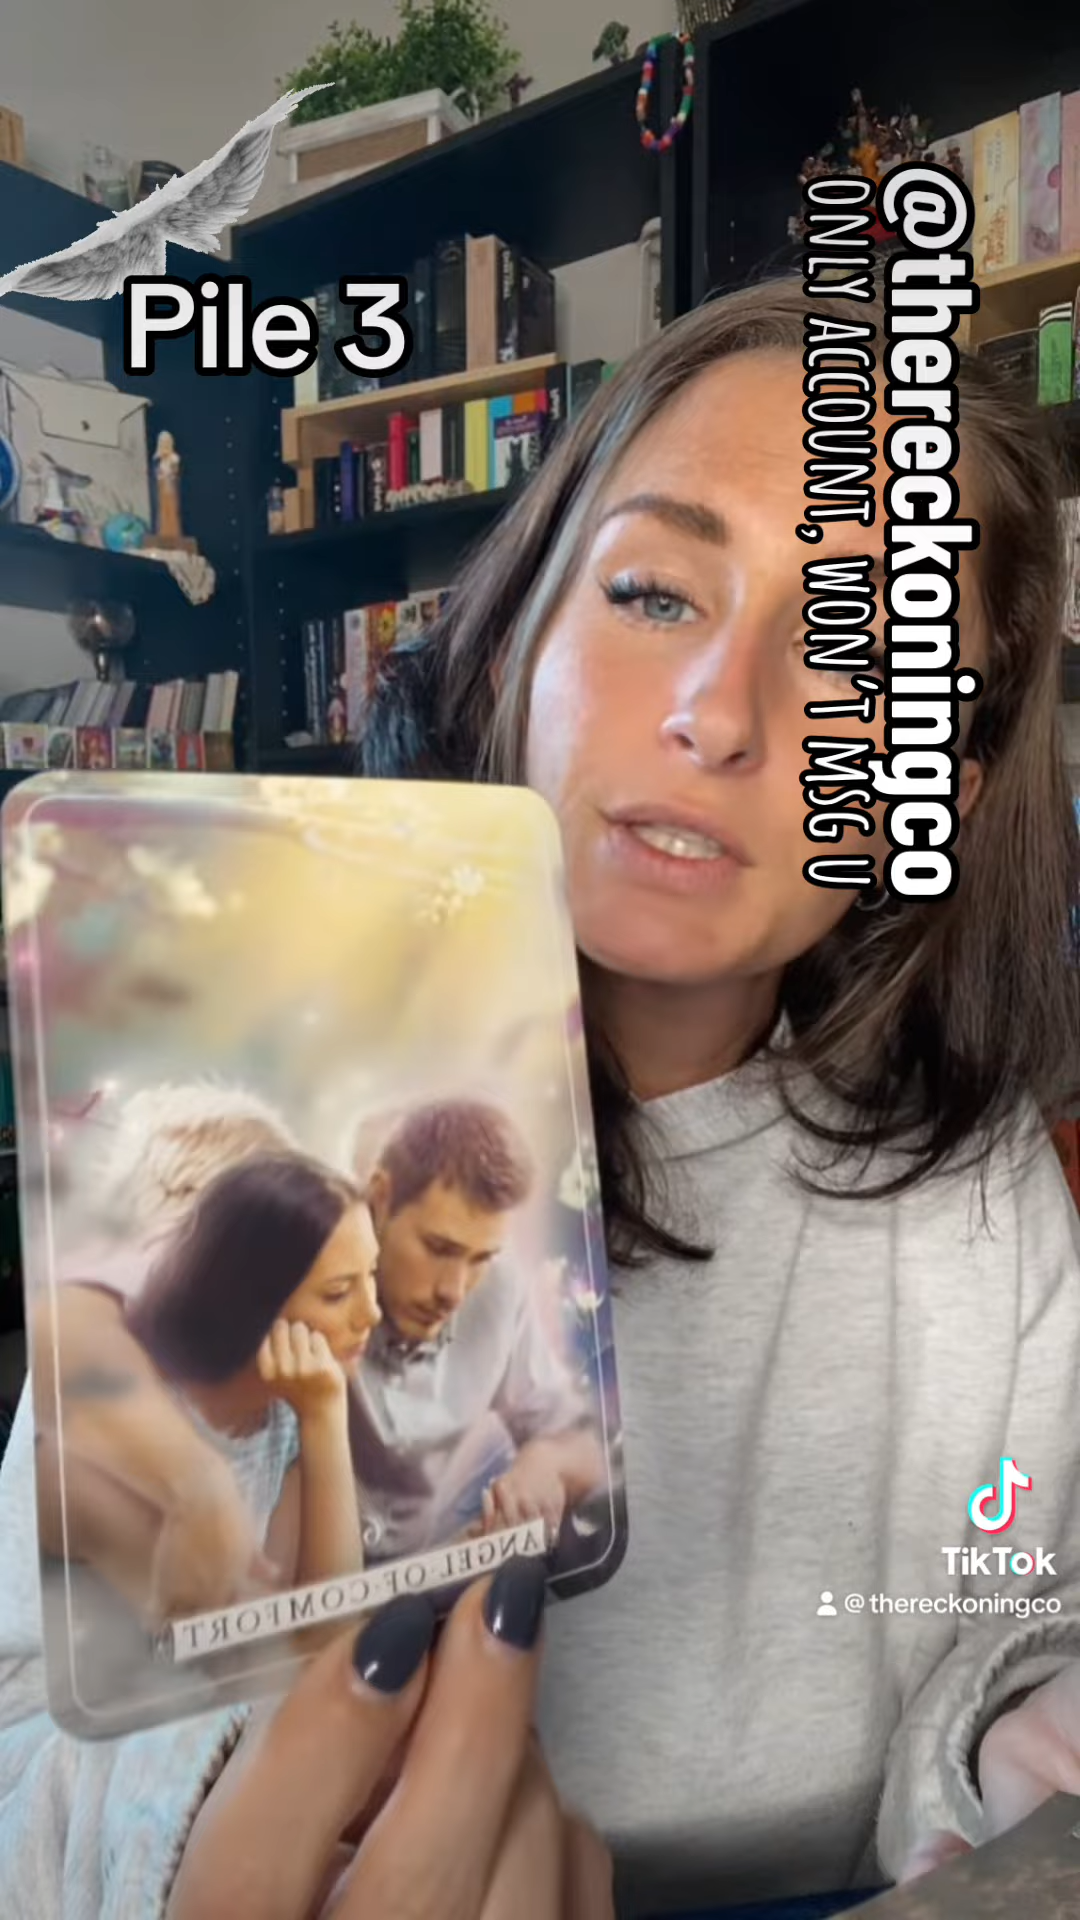 Pile 3
@thereckoningco
ONLY ACCOUNT, WON'T MSG U
ANGEL·OF·COMFORT
TikTok
@thereckoningco